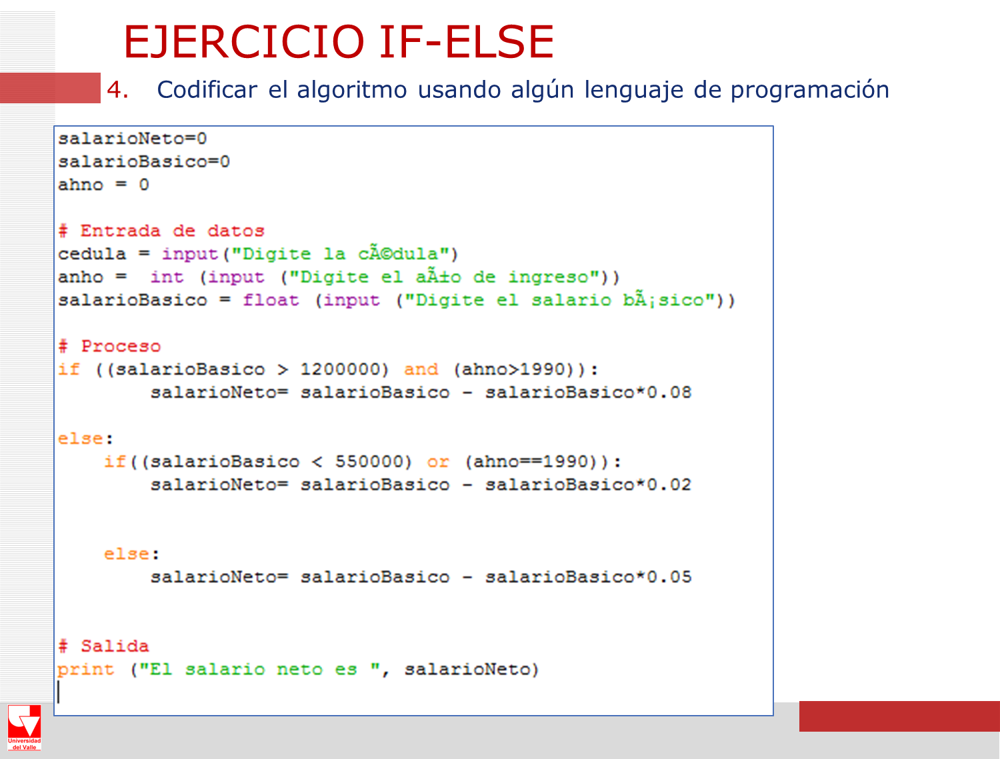 EJERCICIO IF-ELSE
4. Codificar el algoritmo usando algún lenguaje de programación
salarioNeto=0
salarioBasico=0
ahno = 0
# Entrada de datos
cedula = input("Digite la cÃ©dula")
anho =  int (input ("Digite el aÃ±o de ingreso"))
salarioBasico = float (input ("Digite el salario bÃ¡sico"))
# Proceso
if ((salarioBasico > 1200000) and (ahno>1990)):
        salarioNeto= salarioBasico - salarioBasico*0.08
else:
    if((salarioBasico < 550000) or (ahno==1990)):
        salarioNeto= salarioBasico - salarioBasico*0.02
    else:
        salarioNeto= salarioBasico - salarioBasico*0.05
# Salida
print ("El salario neto es ", salarioNeto)
Universidad
del Valle